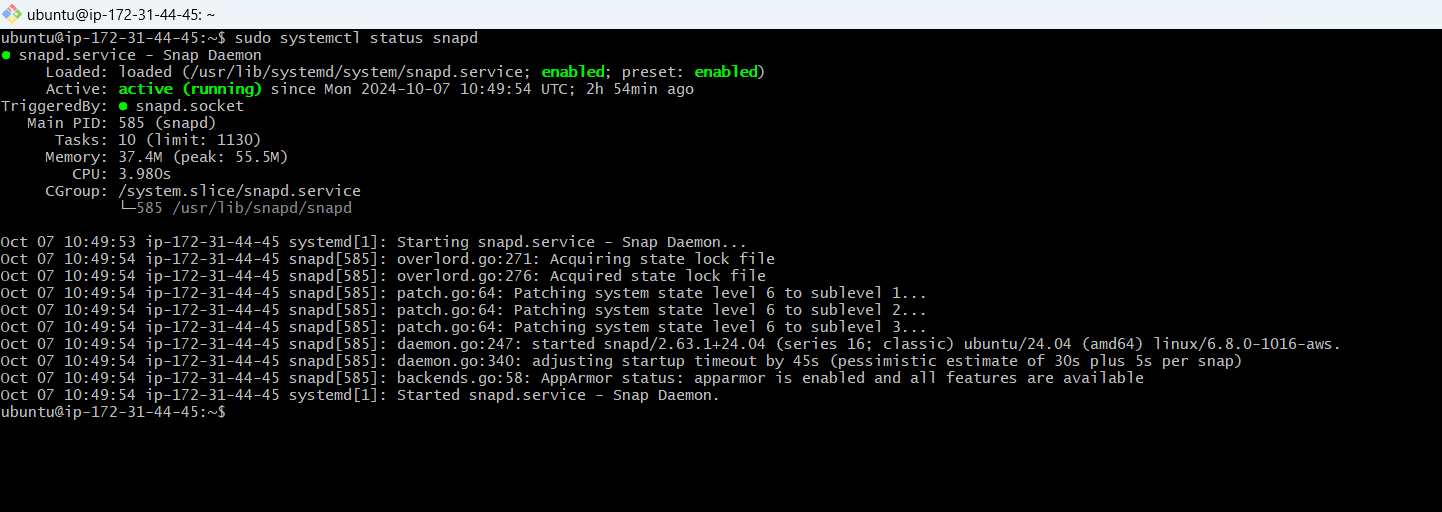 ubuntu@ip-172-31-44-45: ~
ubuntu@ip-172-31-44-45:~$ sudo systemctl status snapd
● snapd.service - Snap Daemon
     Loaded: loaded (/usr/lib/systemd/system/snapd.service; enabled; preset: enabled)
     Active: active (running) since Mon 2024-10-07 10:49:54 UTC; 2h 54min ago
TriggeredBy: ● snapd.socket
   Main PID: 585 (snapd)
      Tasks: 10 (limit: 1130)
     Memory: 37.4M (peak: 55.5M)
        CPU: 3.980s
     CGroup: /system.slice/snapd.service
             └─585 /usr/lib/snapd/snapd

Oct 07 10:49:53 ip-172-31-44-45 systemd[1]: Starting snapd.service - Snap Daemon...
Oct 07 10:49:54 ip-172-31-44-45 snapd[585]: overlord.go:271: Acquiring state lock file
Oct 07 10:49:54 ip-172-31-44-45 snapd[585]: overlord.go:276: Acquired state lock file
Oct 07 10:49:54 ip-172-31-44-45 snapd[585]: patch.go:64: Patching system state level 6 to sublevel 1...
Oct 07 10:49:54 ip-172-31-44-45 snapd[585]: patch.go:64: Patching system state level 6 to sublevel 2...
Oct 07 10:49:54 ip-172-31-44-45 snapd[585]: patch.go:64: Patching system state level 6 to sublevel 3...
Oct 07 10:49:54 ip-172-31-44-45 snapd[585]: daemon.go:247: started snapd/2.63.1+24.04 (series 16; classic) ubuntu/24.04 (amd64) linux/6.8.0-1016-aws.
Oct 07 10:49:54 ip-172-31-44-45 snapd[585]: daemon.go:340: adjusting startup timeout by 45s (pessimistic estimate of 30s plus 5s per snap)
Oct 07 10:49:54 ip-172-31-44-45 snapd[585]: backends.go:58: AppArmor status: apparmor is enabled and all features are available
Oct 07 10:49:54 ip-172-31-44-45 systemd[1]: Started snapd.service - Snap Daemon.
ubuntu@ip-172-31-44-45:~$